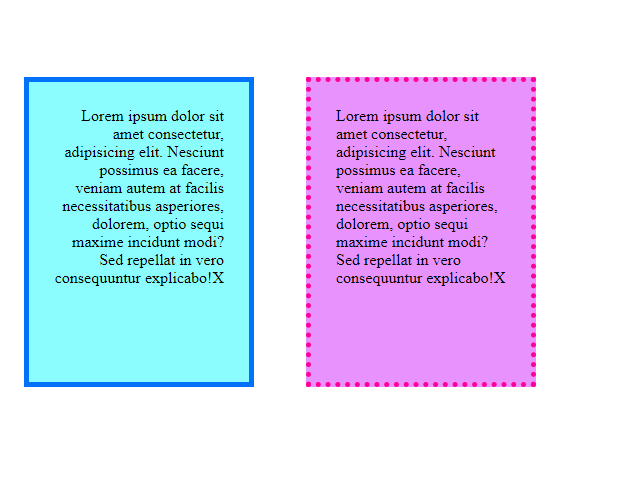 Lorem ipsum dolor sit
amet consectetur,
adipisicing elit. Nesciunt
possimus ea facere,
veniam autem at facilis
necessitatibus asperiores,
dolorem, optio sequi
maxime incidunt modi?
Sed repellat in vero
consequuntur explicabo!X
Lorem ipsum dolor sit
amet consectetur,
adipisicing elit. Nesciunt
possimus ea facere,
veniam autem at facilis
necessitatibus asperiores,
dolorem, optio sequi
maxime incidunt modi?
Sed repellat in vero
consequuntur explicabo!X